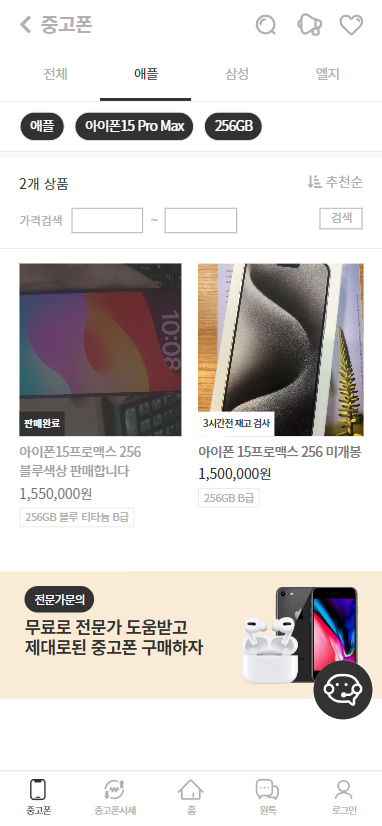 중고폰
전체 애플 삼성 엘지
애플 아이폰15 Pro Max 256GB
2개 상품 추천순
가격검색 ~ 검색
10:08
판매완료
아이폰15프로맥스 256
블루색상 판매합니다
1,550,000원
256GB 블루 티타늄 B급
3시간전 재고 검사
아이폰 15프로맥스 256 미개봉
1,500,000원
256GB B급
전문가문의
무료로 전문가 도움받고
제대로된 중고폰 구매하자
중고폰 중고폰시세 홈 원톡 로그인